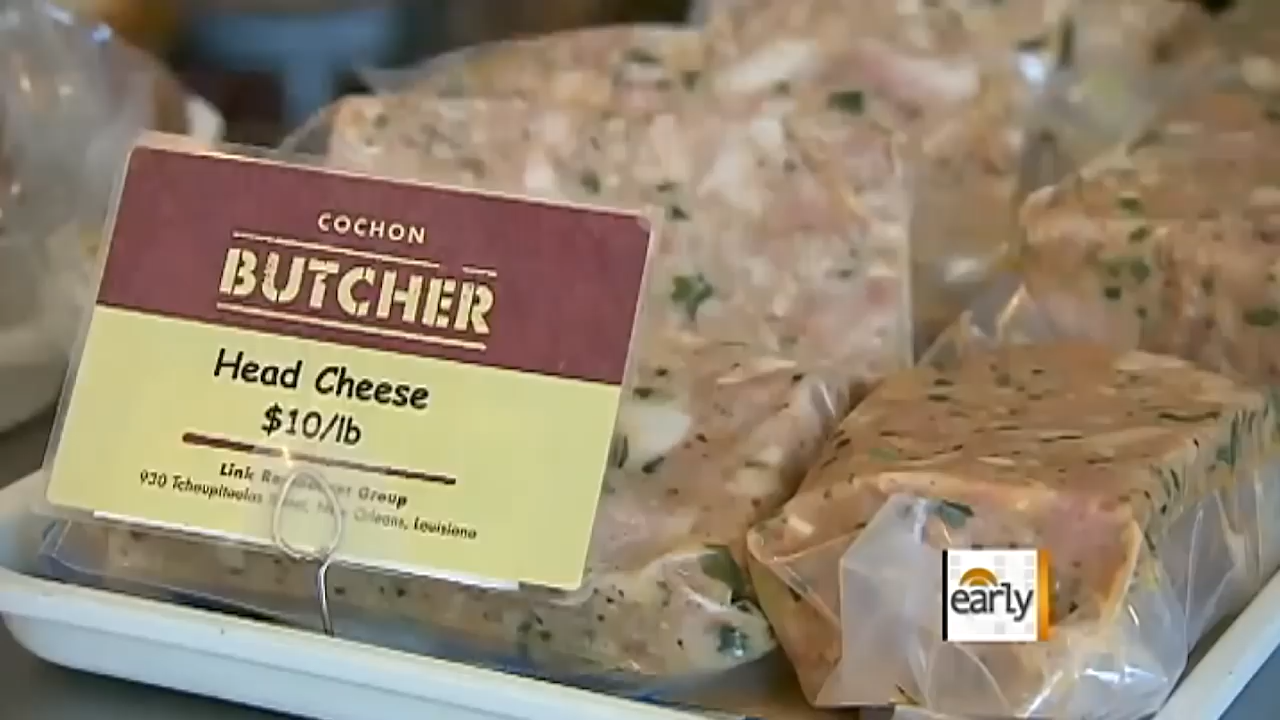 COCHON
BUTCHER
Head Cheese
$10/lb
Link Restaurant Group
930 Tchoupitoulas Street, New Orleans, Louisiana
early